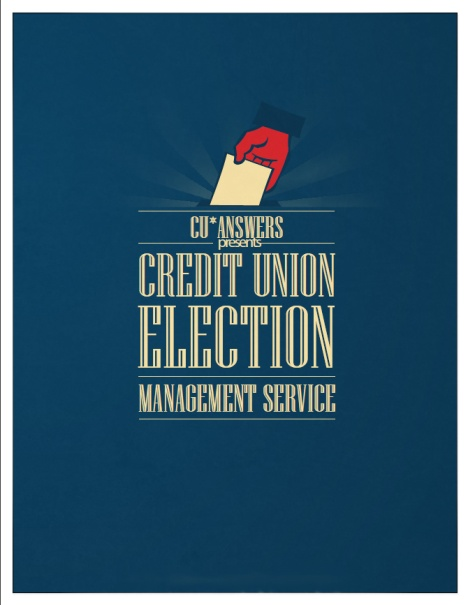 CU*ANSWERS
presents
CREDIT UNION
ELECTION
MANAGEMENT SERVICE